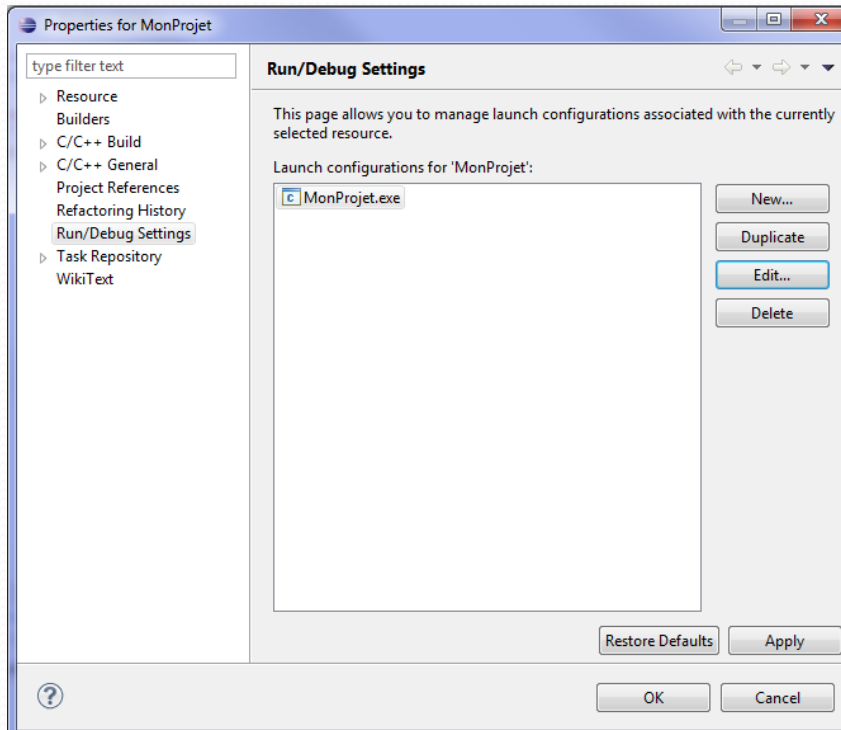 Properties for MonProjet
type filter text
Resource
Builders
C/C++ Build
C/C++ General
Project References
Refactoring History
Run/Debug Settings
Task Repository
WikiText
Run/Debug Settings
This page allows you to manage launch configurations associated with the currently
selected resource.
Launch configurations for 'MonProjet':
MonProjet.exe
New...
Duplicate
Edit...
Delete
Restore Defaults
Apply
OK
Cancel